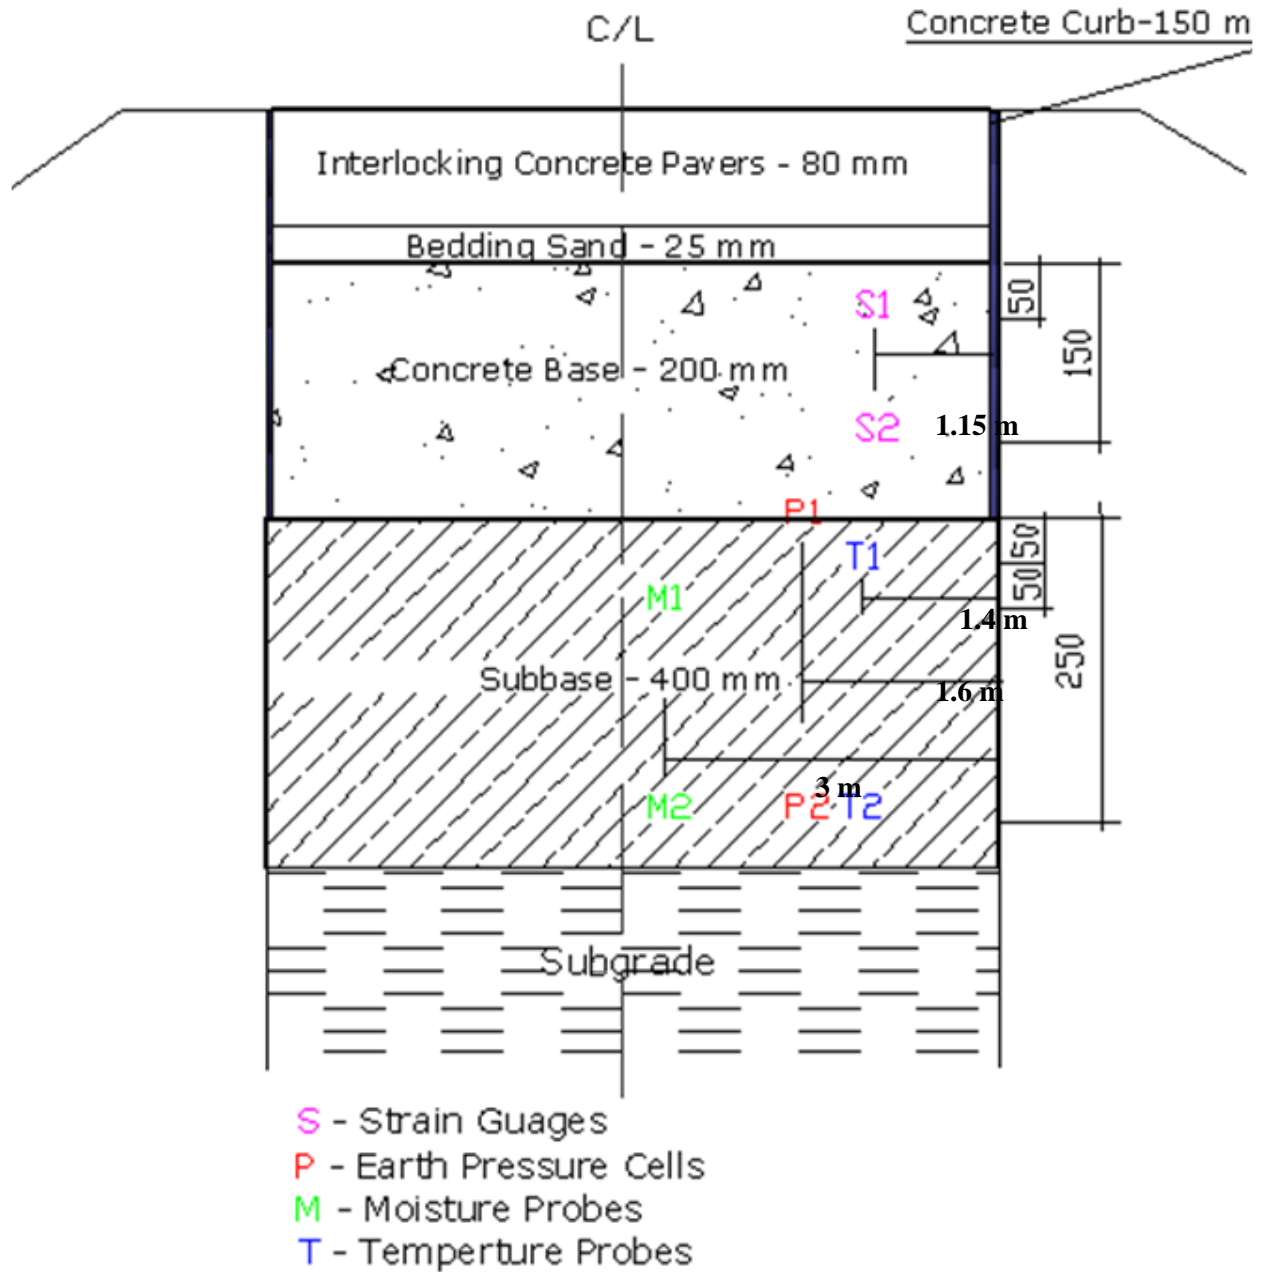 C/L
Concrete Curb-150 m
Interlocking Concrete Pavers - 80 mm
Bedding Sand - 25 mm
S1
50
150
Concrete Base - 200 mm
S2
1.15 m
P1
T1
50
M1
50
1.4 m
250
Subbase - 400 mm
1.6 m
3 m
M2
P2
T2
Subgrade
S - Strain Guages
P - Earth Pressure Cells
M - Moisture Probes
T - Temperture Probes